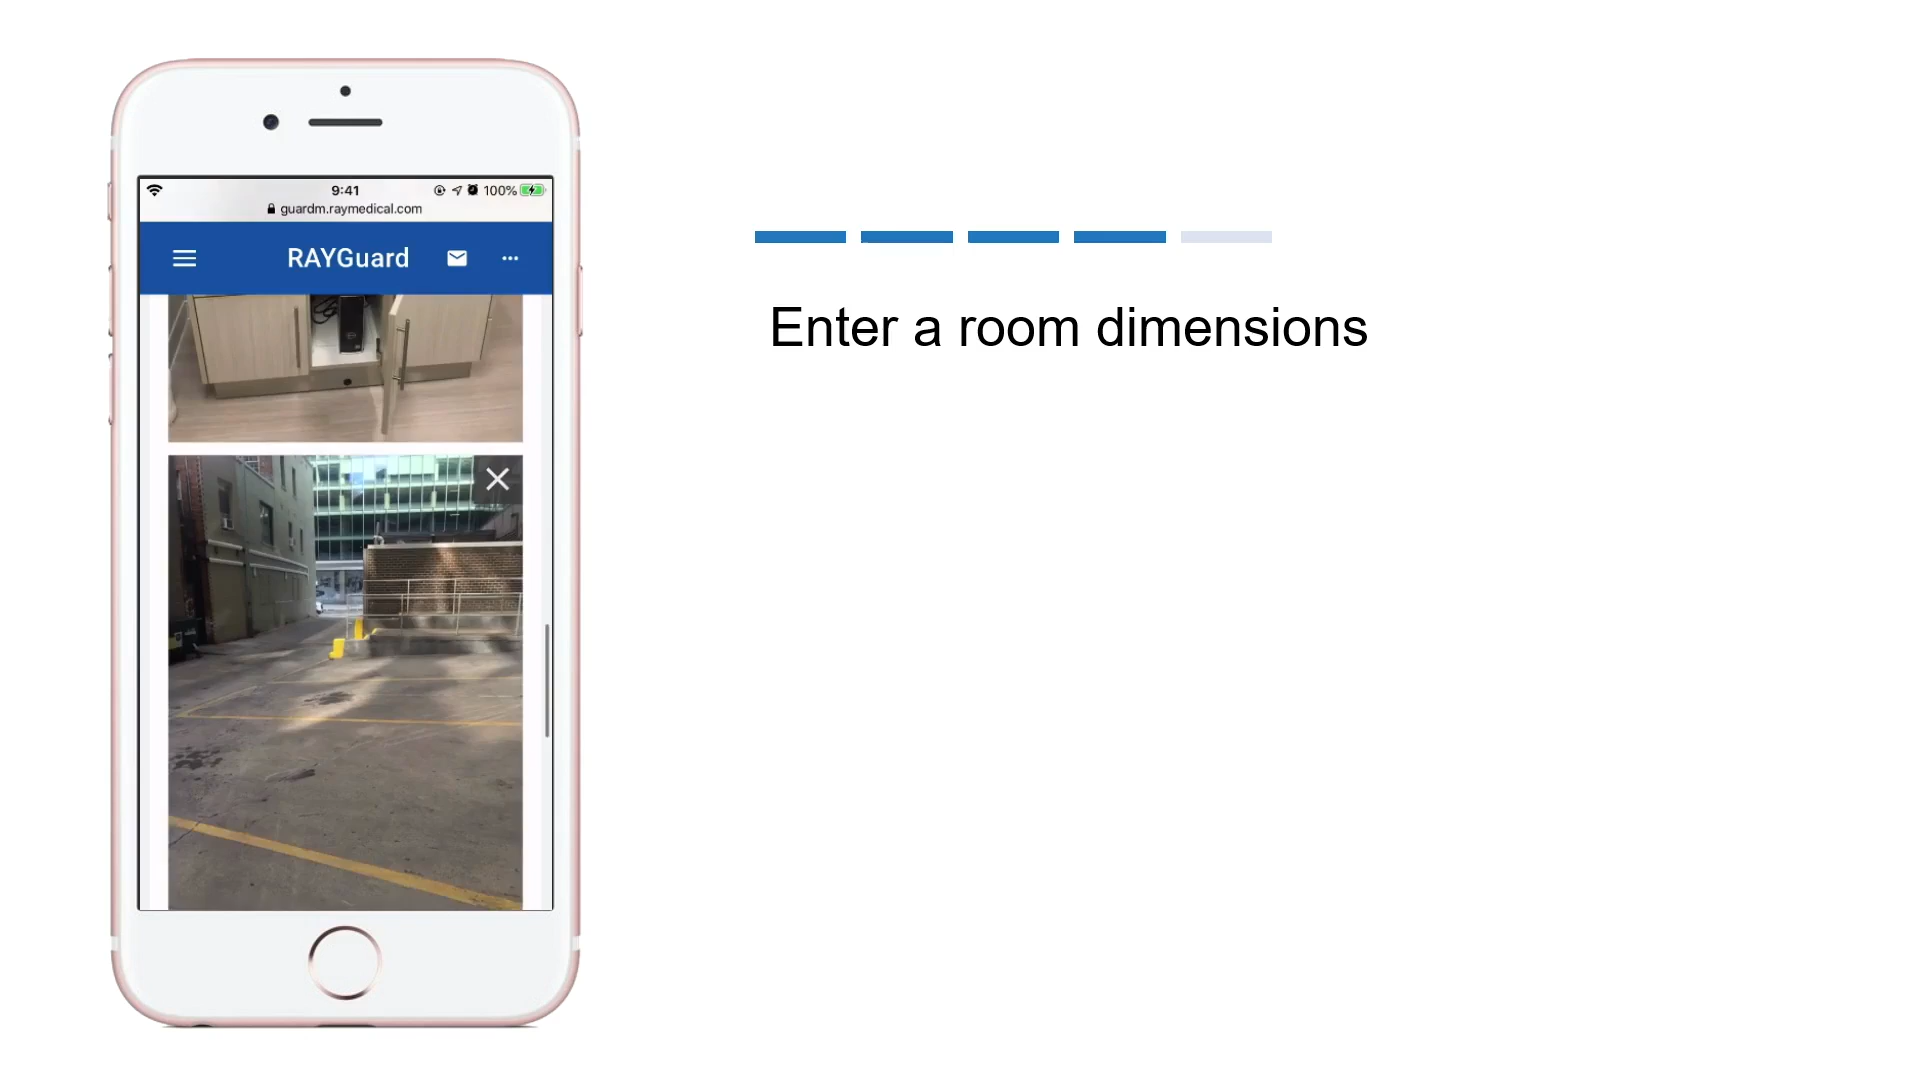 9:41
100%
guardm.raymedical.com
RAYGuard
Enter a room dimensions